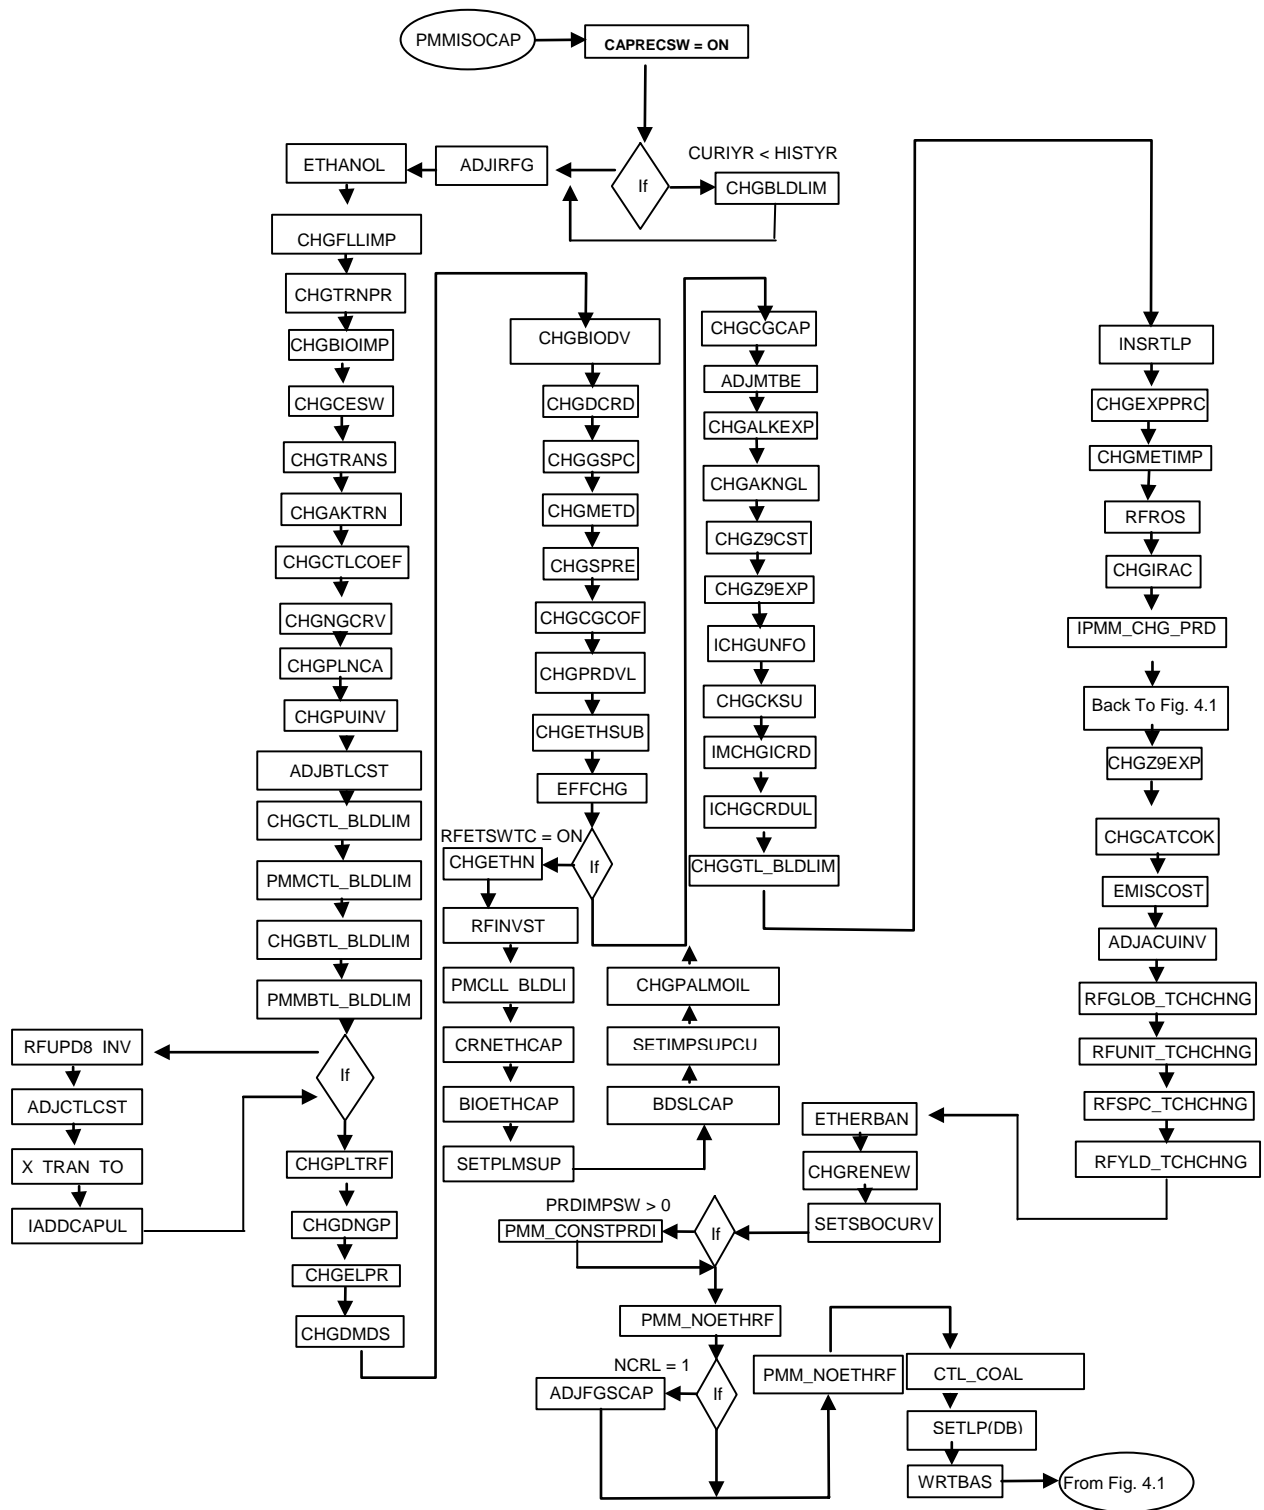 PMMISOCAP
CAPRECSW = ON
CURIYR < HISTYR
If
CHGBLDLIM
ADJIRFG
ETHANOL
CHGFLLIMP
CHGTRNPR
CHGBIOIMP
CHGCESW
CHGTRANS
CHGAKTRN
CHGCTLCOEF
CHGNGCRV
CHGPLNCA
CHGPUINV
ADJBTLCST
CHGCTL_BLDLIM
PMMCTL_BLDLIM
CHGBTL_BLDLIM
PMMBTL_BLDLIM
If
RFUPD8 INV
ADJCTLCST
X TRAN TO
IADDCAPUL
CHGPLTRF
CHGDNGP
CHGELPR
CHGDMDS
CHGBIODV
CHGDCRD
CHGGSPC
CHGMETD
CHGSPRE
CHGCGCOF
CHGPRDVL
CHGETHSUB
EFFCHG
RFETSWTC = ON
If
CHGETHN
RFINVST
PMCLL BLDLI
CRNETHCAP
BIOETHCAP
SETPLMSUP
BDSLCAP
SETIMPSUPCU
CHGPALMOIL
CHGCGCAP
ADJMTBE
CHGALKEXP
CHGAKNGL
CHGZ9CST
CHGZ9EXP
ICHGUNFO
CHGCKSU
IMCHGICRD
ICHGCRDUL
CHGGTL_BLDLIM
INSRTLP
CHGEXPPRC
CHGMETIMP
RFROS
CHGIRAC
IPMM_CHG_PRD
Back To Fig. 4.1
CHGZ9EXP
CHGCATCOK
EMISCOST
ADJACUINV
RFGLOB_TCHCHNG
RFUNIT_TCHCHNG
RFSPC_TCHCHNG
RFYLD_TCHCHNG
ETHERBAN
CHGRENEW
SETSBOCURV
PRDIMPSW > 0
If
PMM_CONSTPRDI
PMM_NOETHRF
NCRL = 1
If
ADJFGSCAP
PMM_NOETHRF
CTL_COAL
SETLP(DB)
WRTBAS
From Fig. 4.1